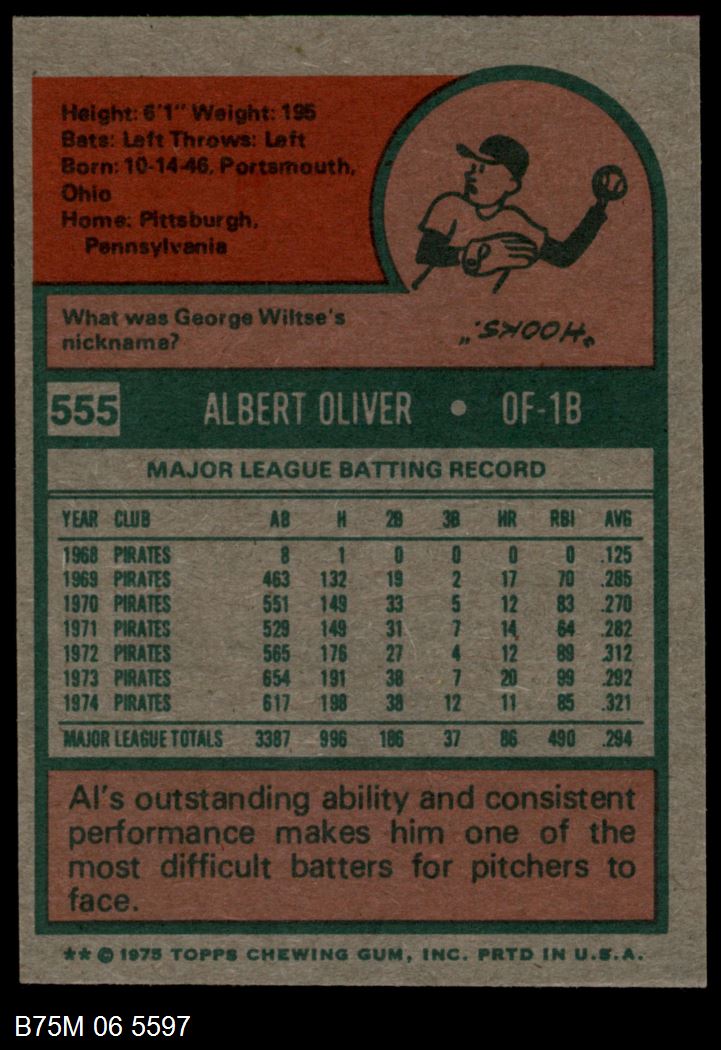 Height: 6'1" Weight: 195
Bats: Left Throws: Left
Born: 10-14-46, Portsmouth,
Ohio
Home: Pittsburgh,
Pennsylvania
What was George Wiltse's
nickname?
"HOOKS."
555 ALBERT OLIVER • OF-1B
MAJOR LEAGUE BATTING RECORD
YEAR CLUB AB H 2B 3B HR RBI AVG
1968 PIRATES 8 1 0 0 0 0 .125
1969 PIRATES 463 132 19 2 17 70 .285
1970 PIRATES 551 149 33 5 12 83 .270
1971 PIRATES 529 149 31 7 14 64 .282
1972 PIRATES 565 176 27 4 12 89 .312
1973 PIRATES 654 191 38 7 20 99 .292
1974 PIRATES 617 198 38 12 11 85 .321
MAJOR LEAGUE TOTALS 3387 996 186 37 86 490 .294
Al's outstanding ability and consistent
performance makes him one of the
most difficult batters for pitchers to
face.
** © 1975 TOPPS CHEWING GUM, INC. PRTD IN U.S.A.
B75M 06 5597